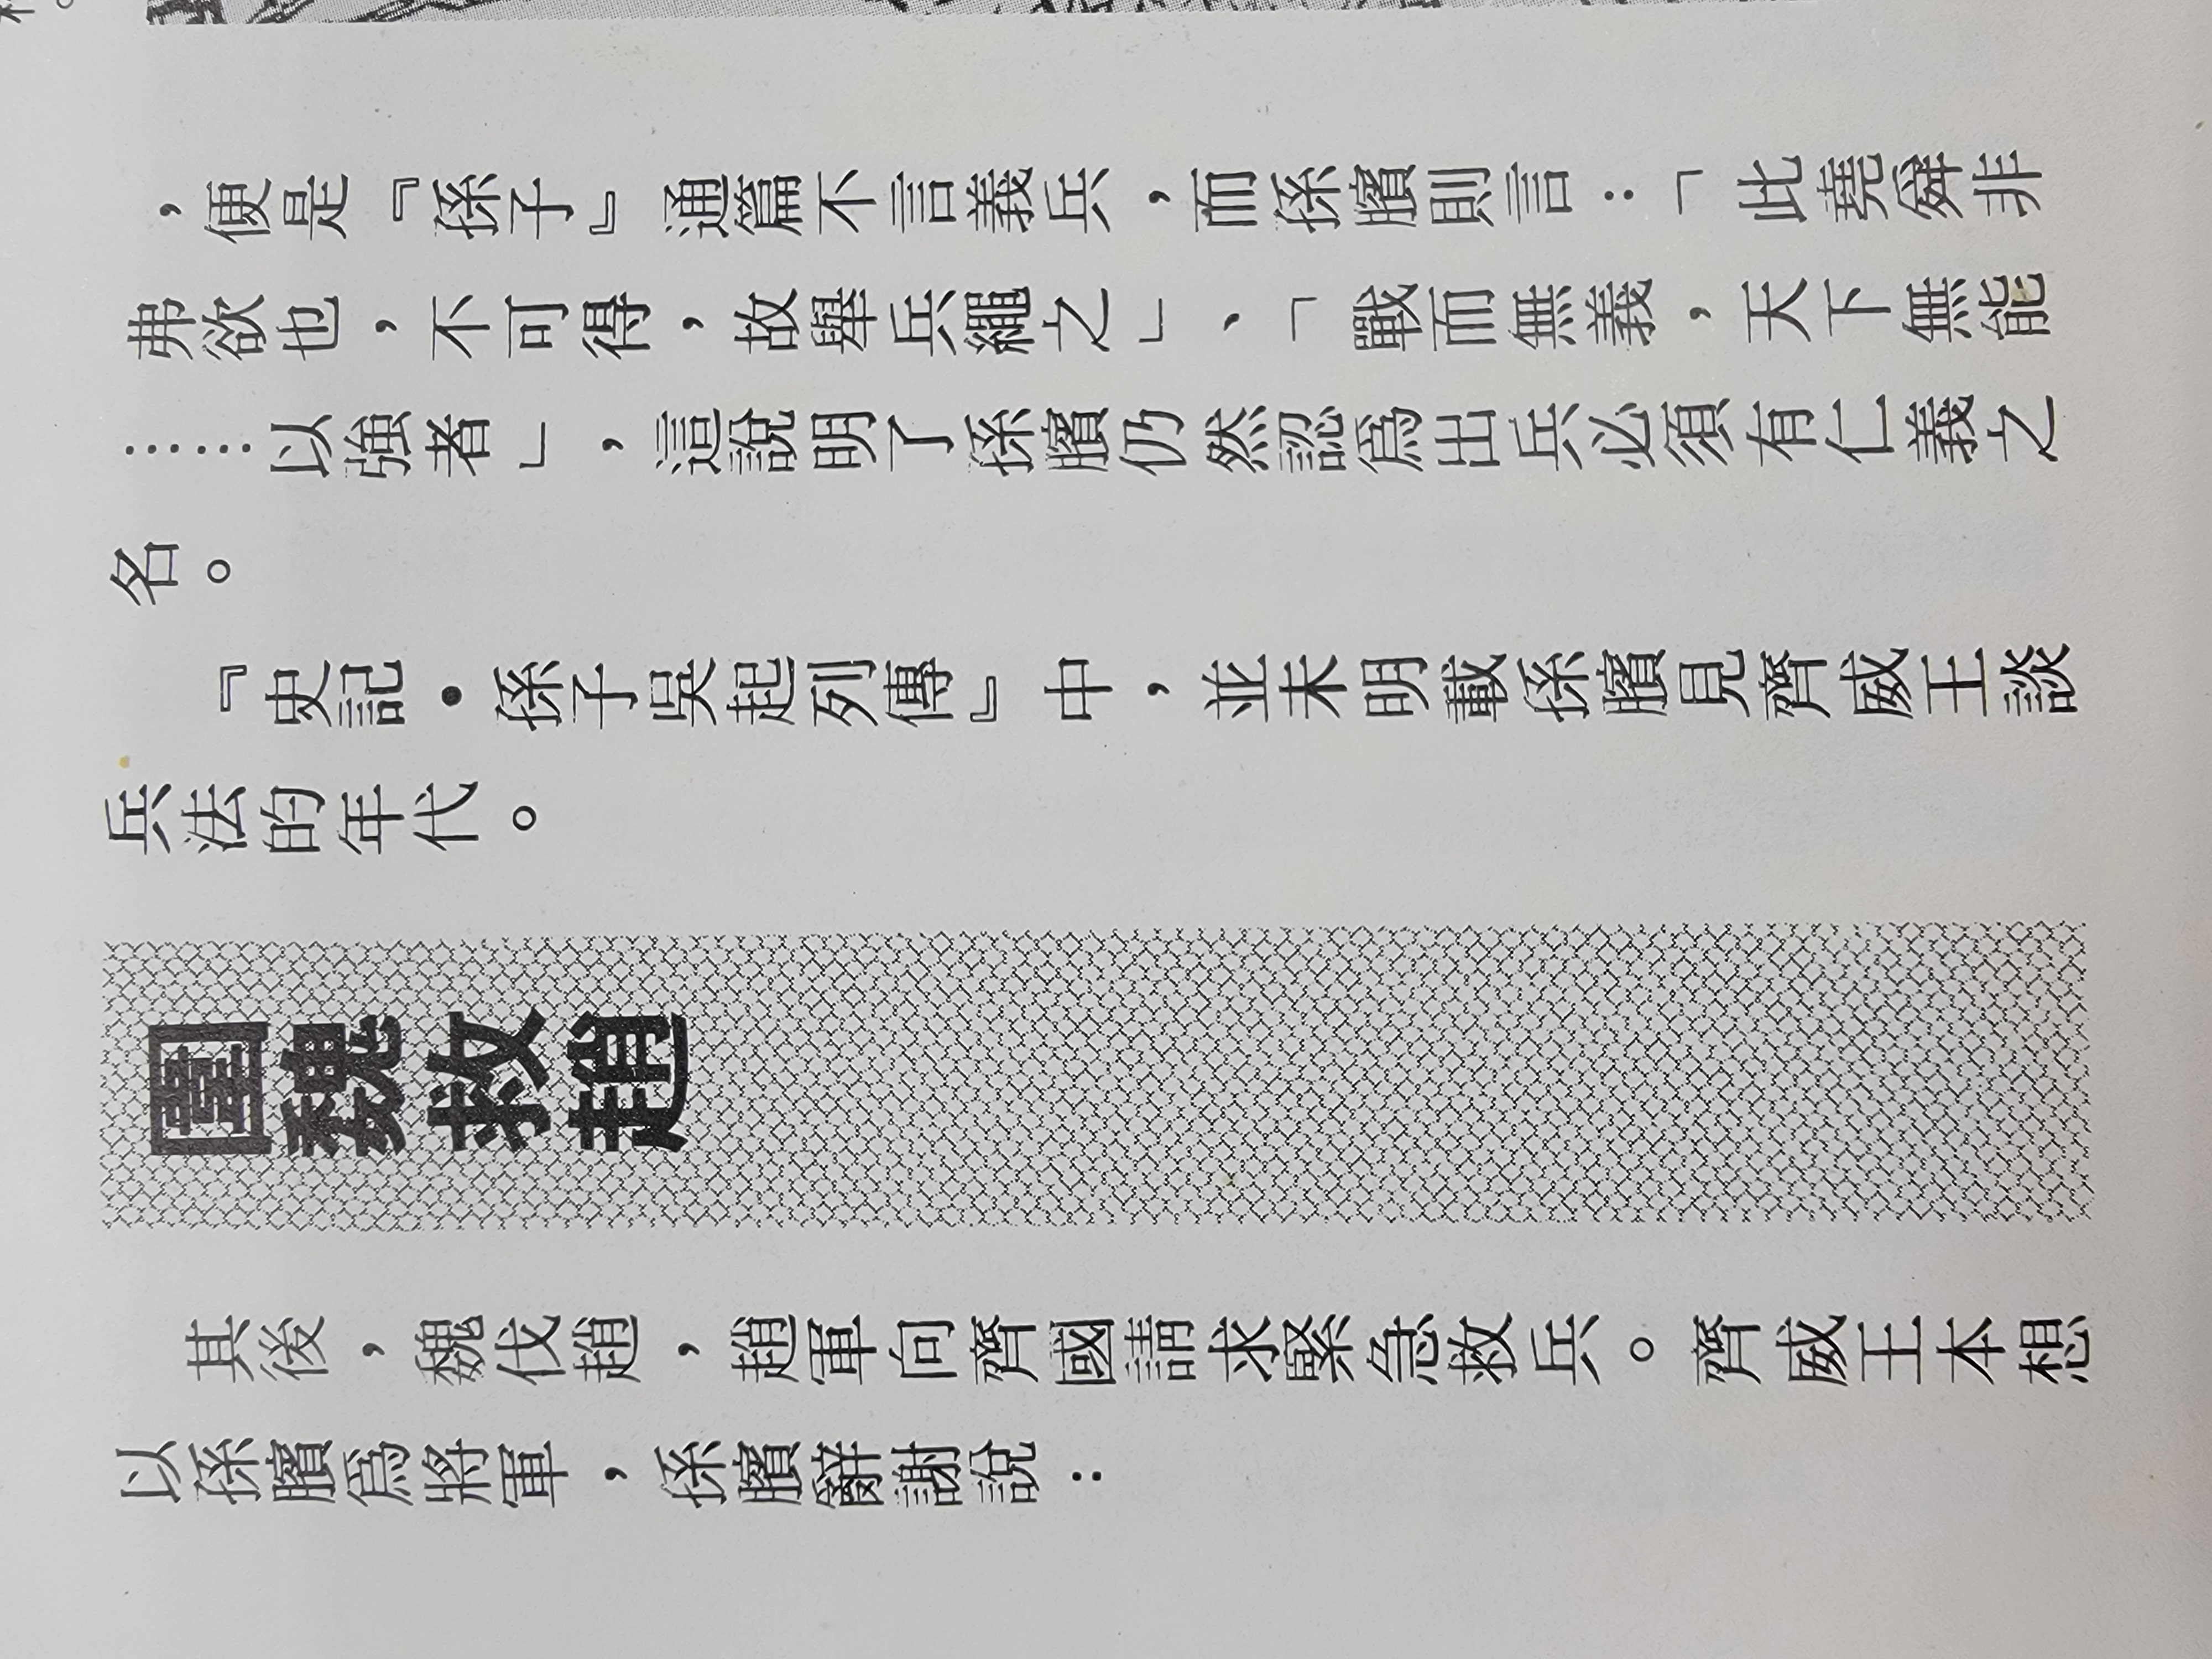 ，便是『孫子』通篇不言義兵，而孫臏則言：「此堯舜非
弗欲也，不可得，故舉兵繩之」、「戰而無義，天下無能
……以強者」，這說明了孫臏仍然認爲出兵必須有仁義之
名。
『史記•孫子吳起列傳』中，並未明載孫臏見齊威王談
兵法的年代。
圍魏救趙
其後，魏伐趙，趙軍向齊國請求緊急救兵。齊威王本想
以孫臏爲將軍，孫臏辭謝說：